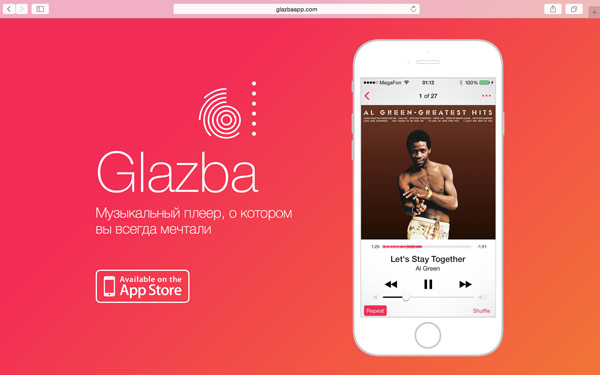 glazbaapp.com
Glazba
Музыкальный плеер, о котором
вы всегда мечтали
Available on the
App Store
MegaFon 01:13 100%
1 of 27
AL GREEN-GREATEST HITS
1:25 -1:51
Let's Stay Together
Al Green
Repeat Shuffle